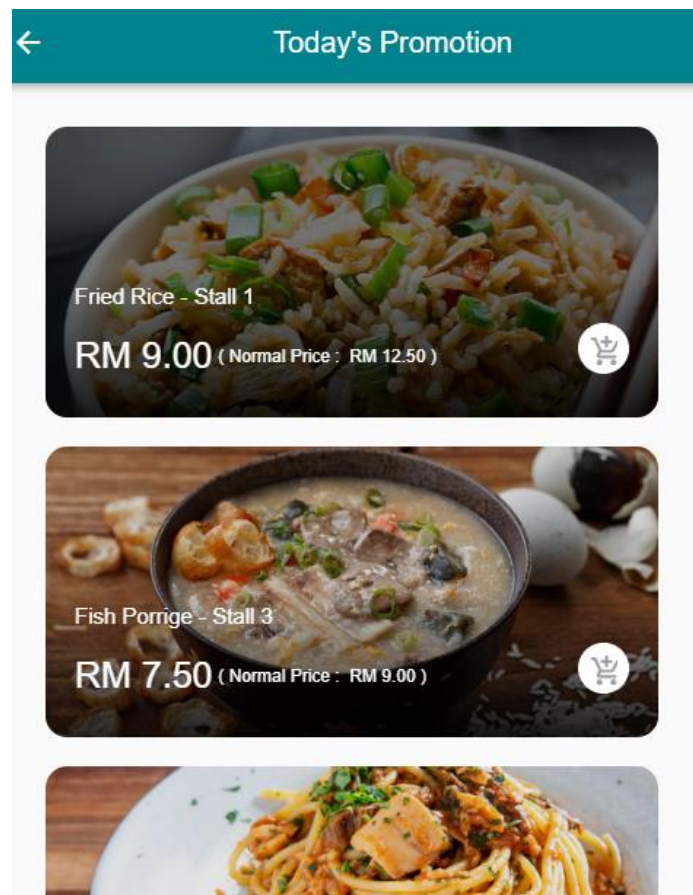 Today's Promotion
Fried Rice - Stall 1
RM 9.00 ( Normal Price : RM 12.50 )
Fish Porrige - Stall 3
RM 7.50 ( Normal Price : RM 9.00 )